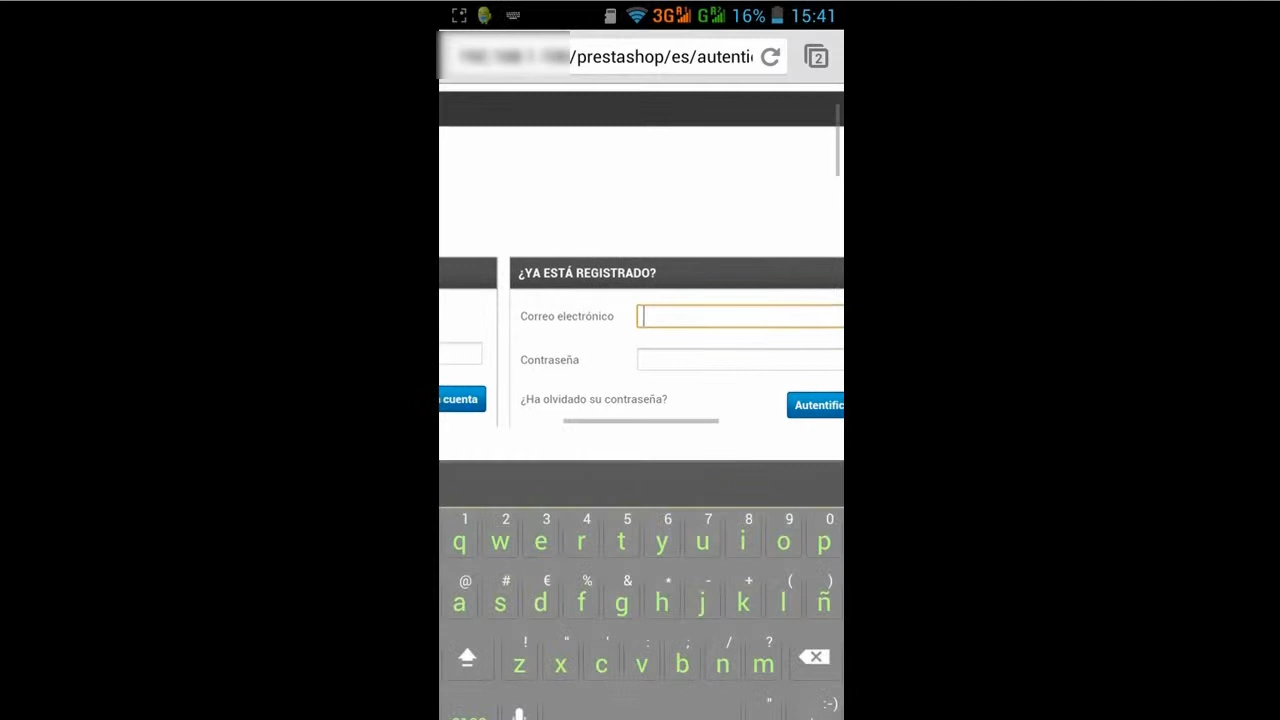 3G R G R 16% 15:41
/prestashop/es/autenti
2
¿YA ESTÁ REGISTRADO?
Correo electrónico
Contraseña
cuenta
¿Ha olvidado su contraseña?
Autentific
1 2 3 4 5 6 7 8 9 0
q w e r t y u i o p
@ # € % & * - + ( )
a s d f g h j k l ñ
! " ' : ; / ?
z x c v b n m
" :-)